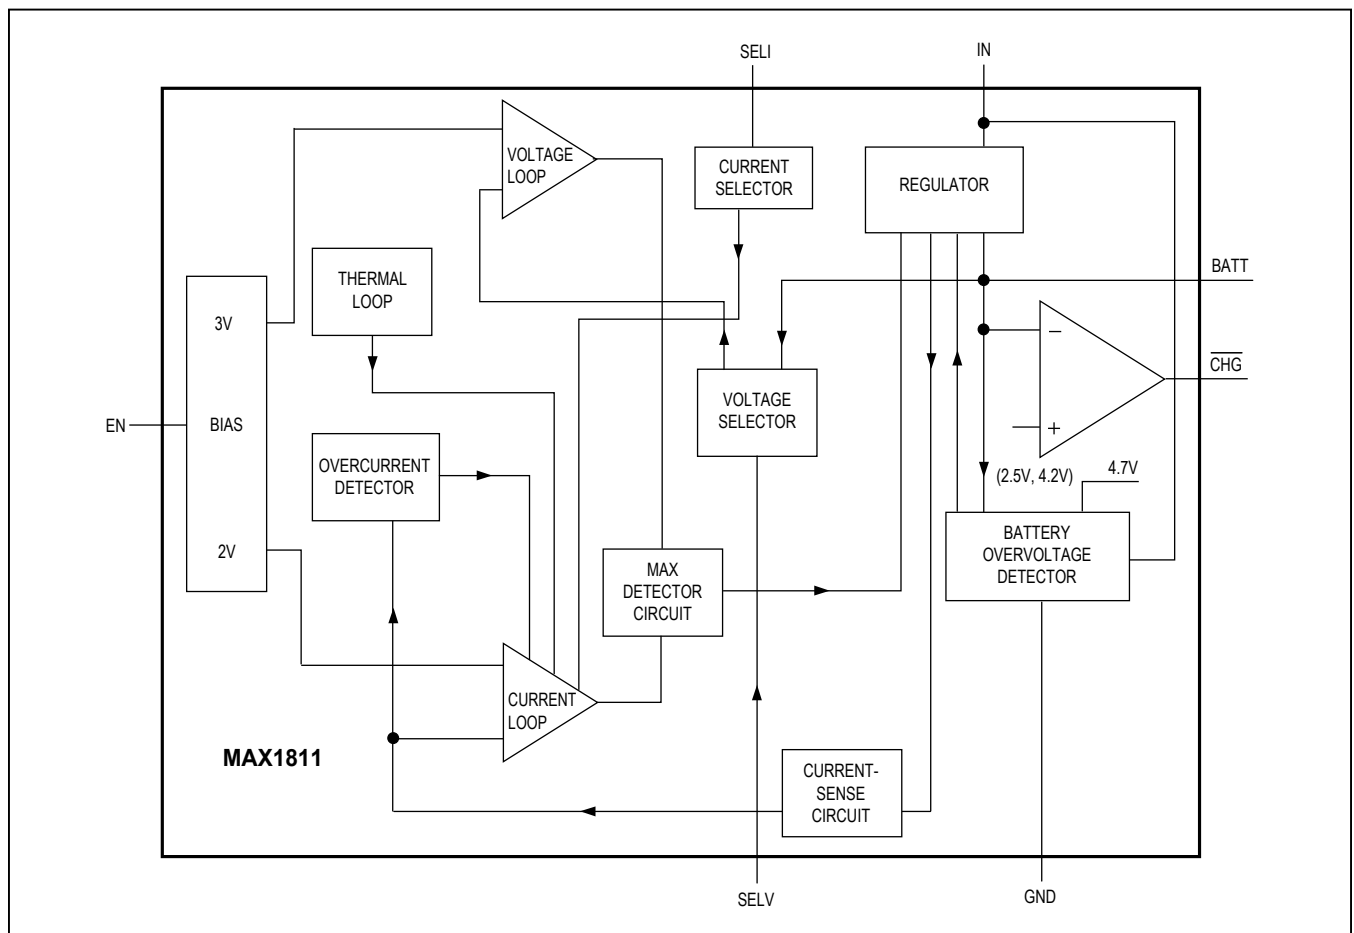 SELI
IN
VOLTAGE
LOOP
CURRENT
SELECTOR
REGULATOR
THERMAL
LOOP
BATT
3V
CHG
EN
BIAS
VOLTAGE
SELECTOR
−
+
OVERCURRENT
DETECTOR
(2.5V, 4.2V)
4.7V
2V
BATTERY
OVERVOLTAGE
DETECTOR
MAX
DETECTOR
CIRCUIT
CURRENT
LOOP
MAX1811
CURRENT-
SENSE
CIRCUIT
SELV
GND